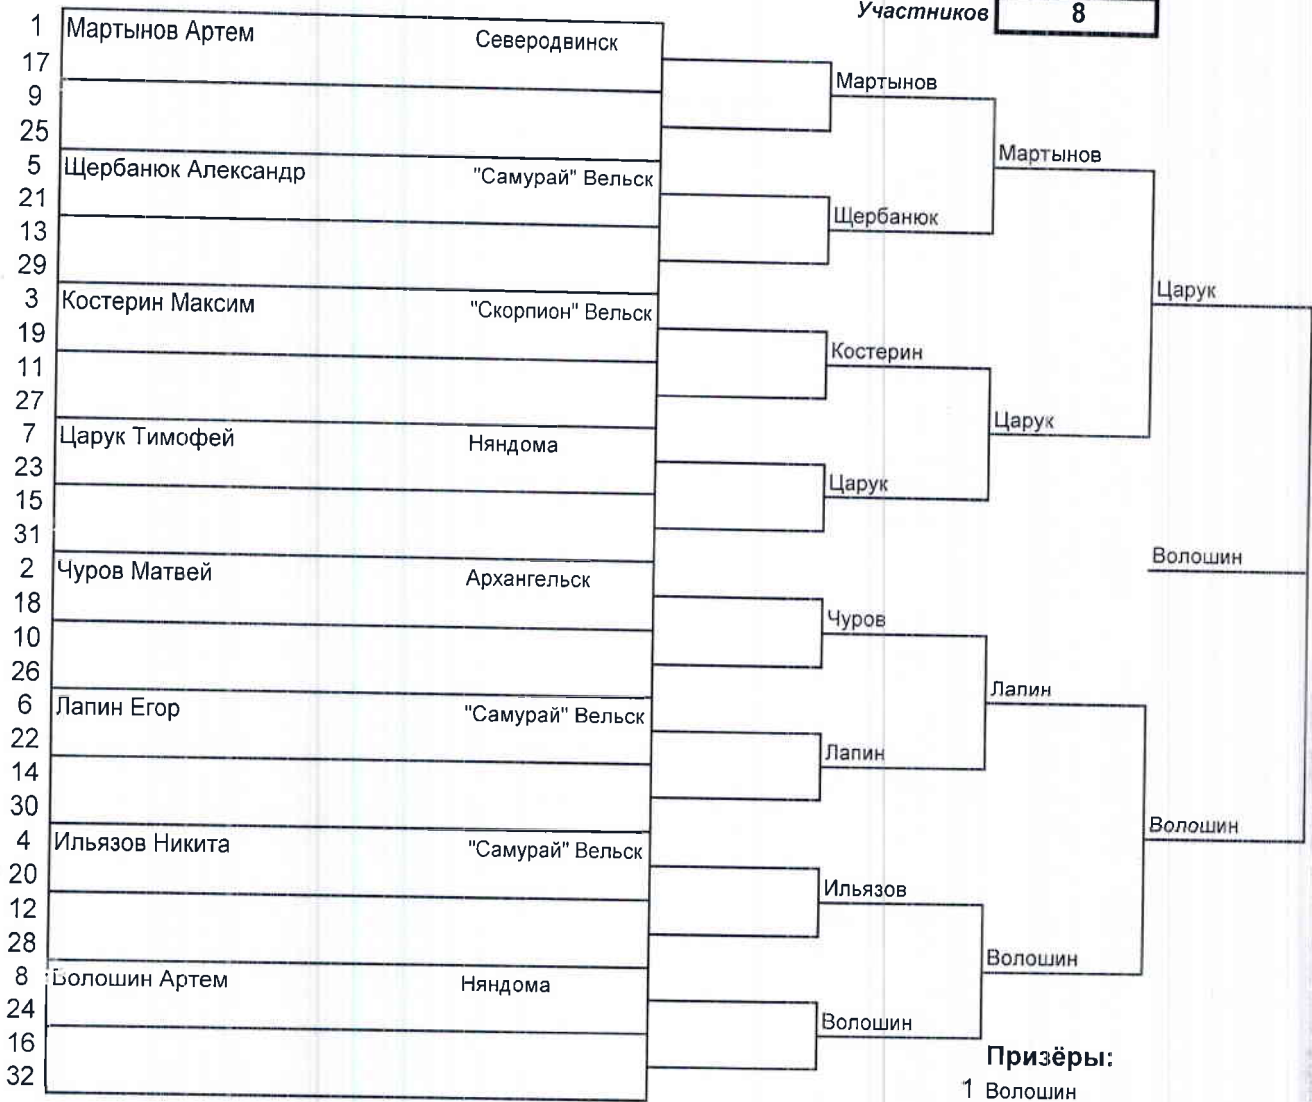 Участников 8
1 Мартынов Артем Северодвинск
17
Мартынов
9
25
Мартынов
5 Щербанюк Александр "Самурай" Вельск
21
Щербанюк
13
29
Царук
3 Костерин Максим "Скорпион" Вельск
19
Костерин
11
27
Царук
7 Царук Тимофей Няндома
23
Царук
15
31
Волошин
2 Чуров Матвей Архангельск
18
Чуров
10
26
Лапин
6 Лапин Егор "Самурай" Вельск
22
Лапин
14
30
Волошин
4 Ильязов Никита "Самурай" Вельск
20
Ильязов
12
28
Волошин
8 Волошин Артем Няндома
24
Волошин
16
32
Призёры:
1 Волошин